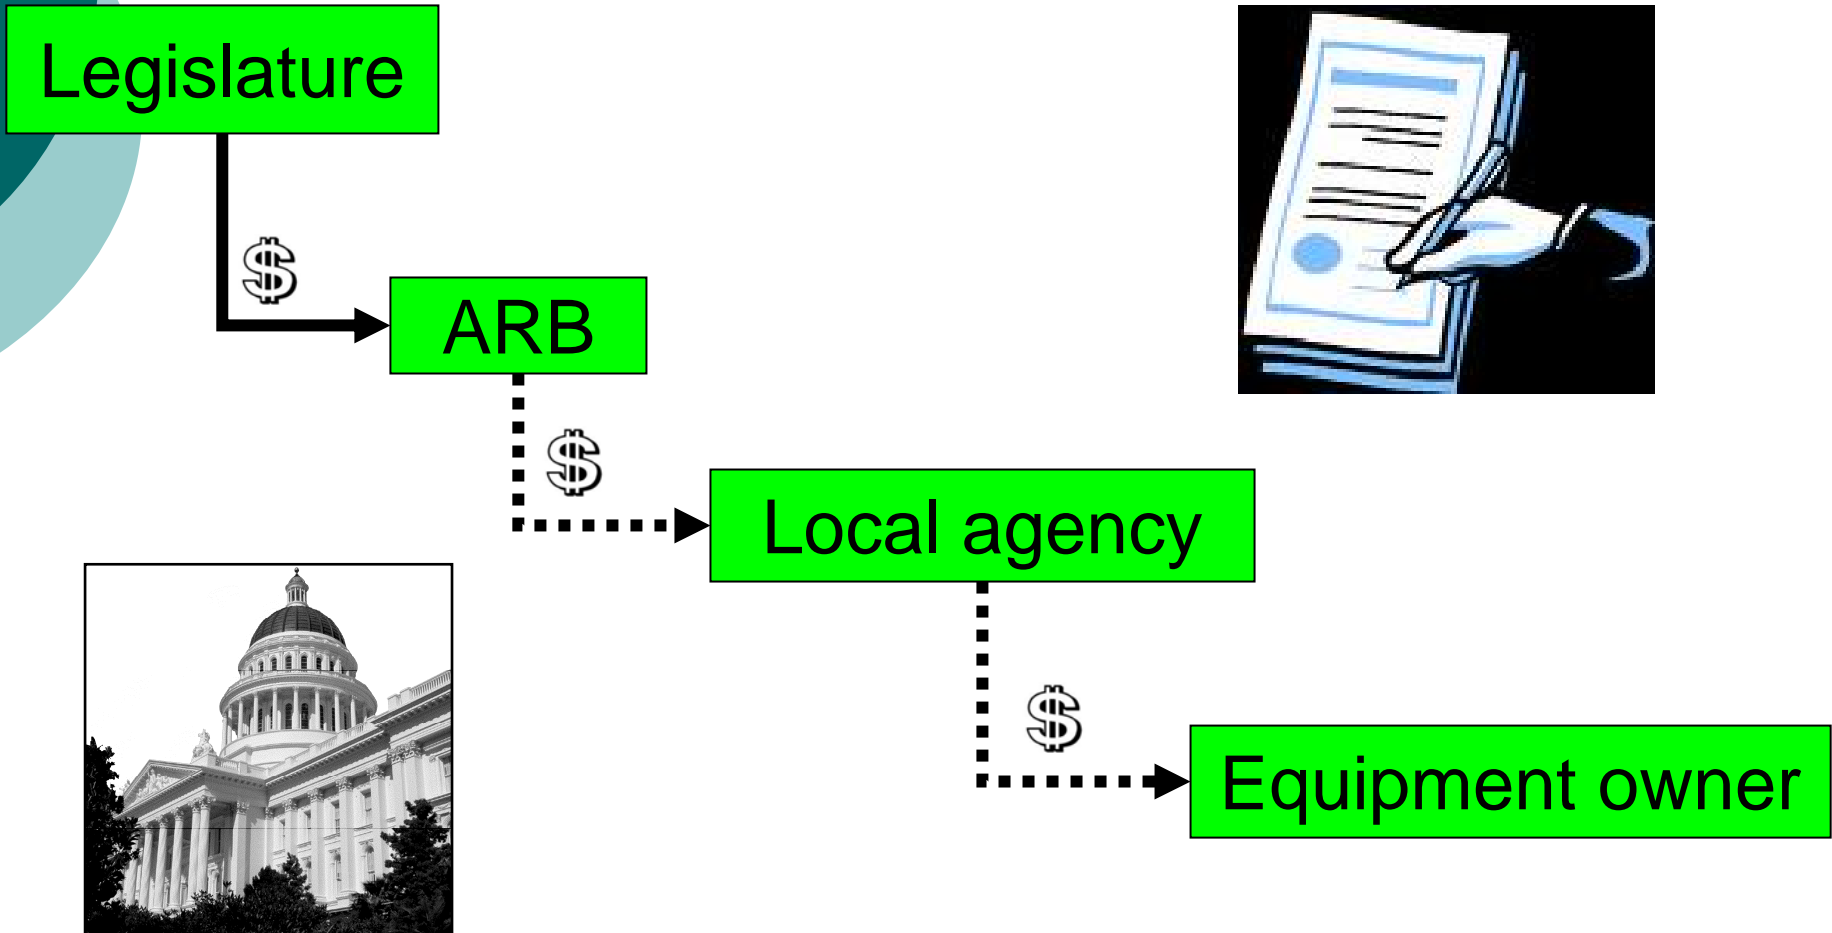 Legislature
$
ARB
$
Local agency
$
Equipment owner